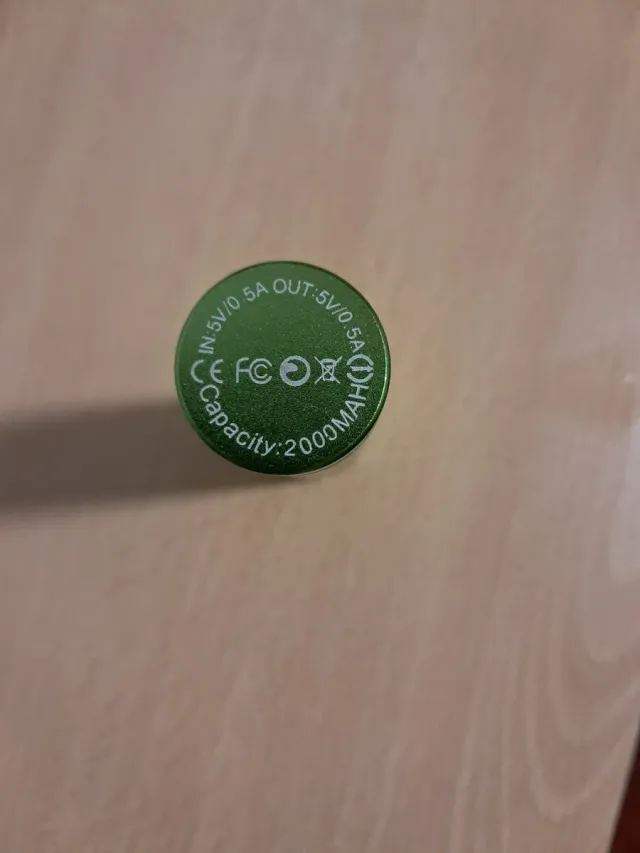 IN:5V/0.5A OUT:5V/0.5A
CE FC
Capacity:2000MAH